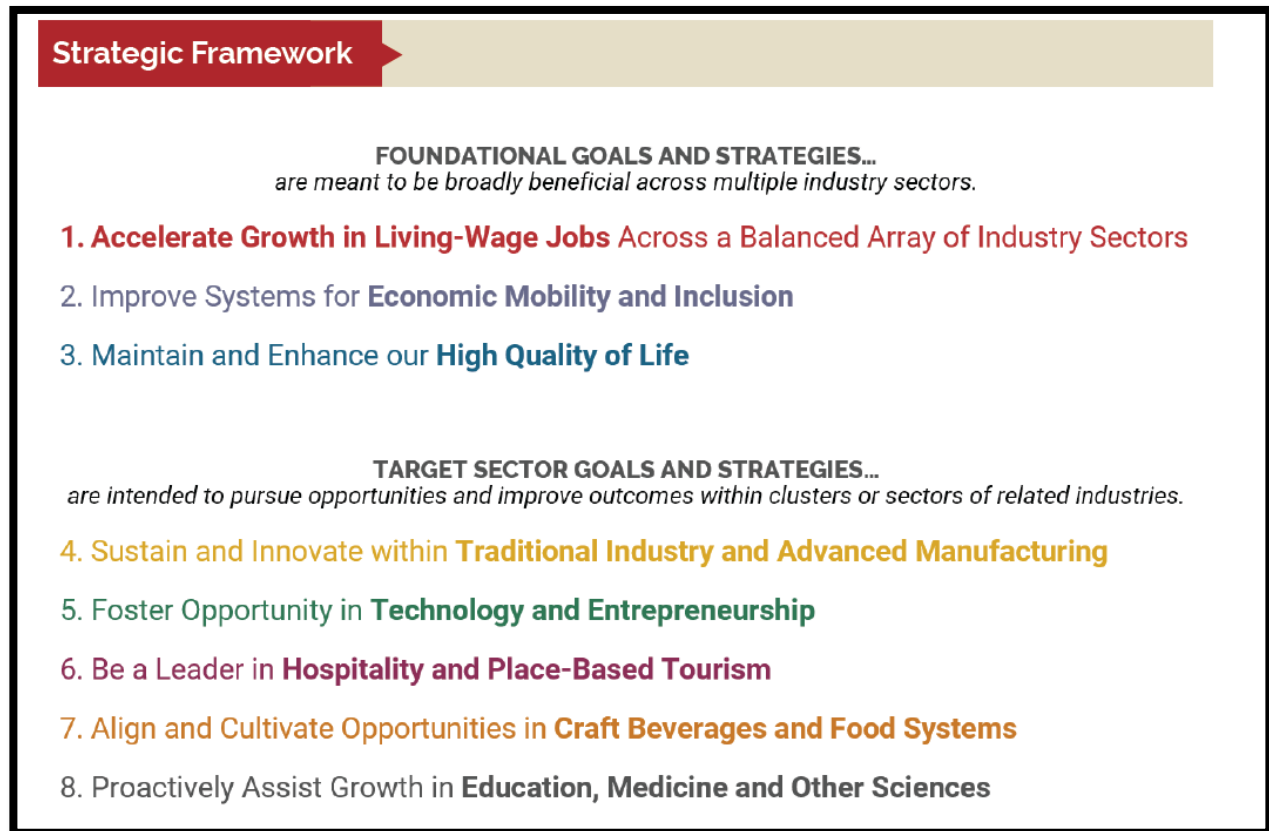 Strategic Framework
FOUNDATIONAL GOALS AND STRATEGIES…
are meant to be broadly beneficial across multiple industry sectors.
1. Accelerate Growth in Living-Wage Jobs Across a Balanced Array of Industry Sectors
2. Improve Systems for Economic Mobility and Inclusion
3. Maintain and Enhance our High Quality of Life
TARGET SECTOR GOALS AND STRATEGIES…
are intended to pursue opportunities and improve outcomes within clusters or sectors of related industries.
4. Sustain and Innovate within Traditional Industry and Advanced Manufacturing
5. Foster Opportunity in Technology and Entrepreneurship
6. Be a Leader in Hospitality and Place-Based Tourism
7. Align and Cultivate Opportunities in Craft Beverages and Food Systems
8. Proactively Assist Growth in Education, Medicine and Other Sciences